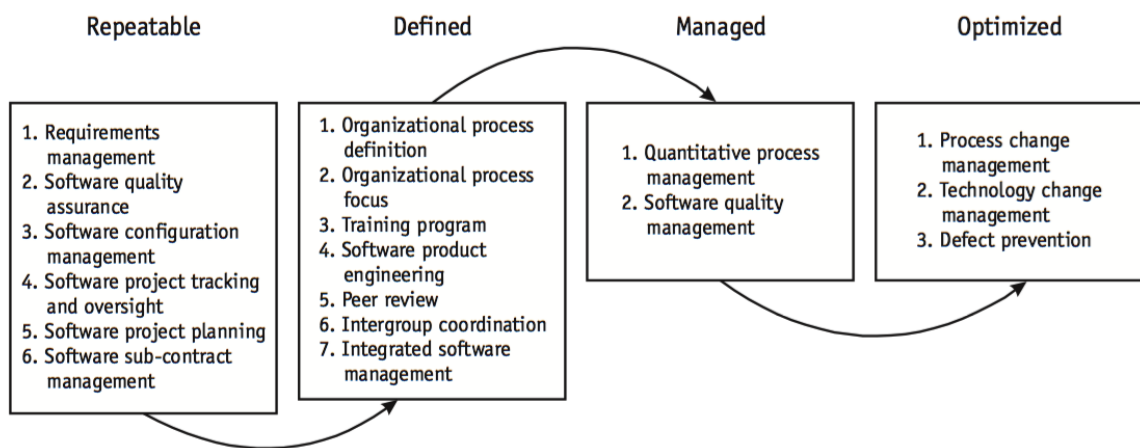 Repeatable
Defined
Managed
Optimized
1. Requirements
management
2. Software quality
assurance
3. Software configuration
management
4. Software project tracking
and oversight
5. Software project planning
6. Software sub-contract
management
1. Organizational process
definition
2. Organizational process
focus
3. Training program
4. Software product
engineering
5. Peer review
6. Intergroup coordination
7. Integrated software
management
1. Quantitative process
management
2. Software quality
management
1. Process change
management
2. Technology change
management
3. Defect prevention